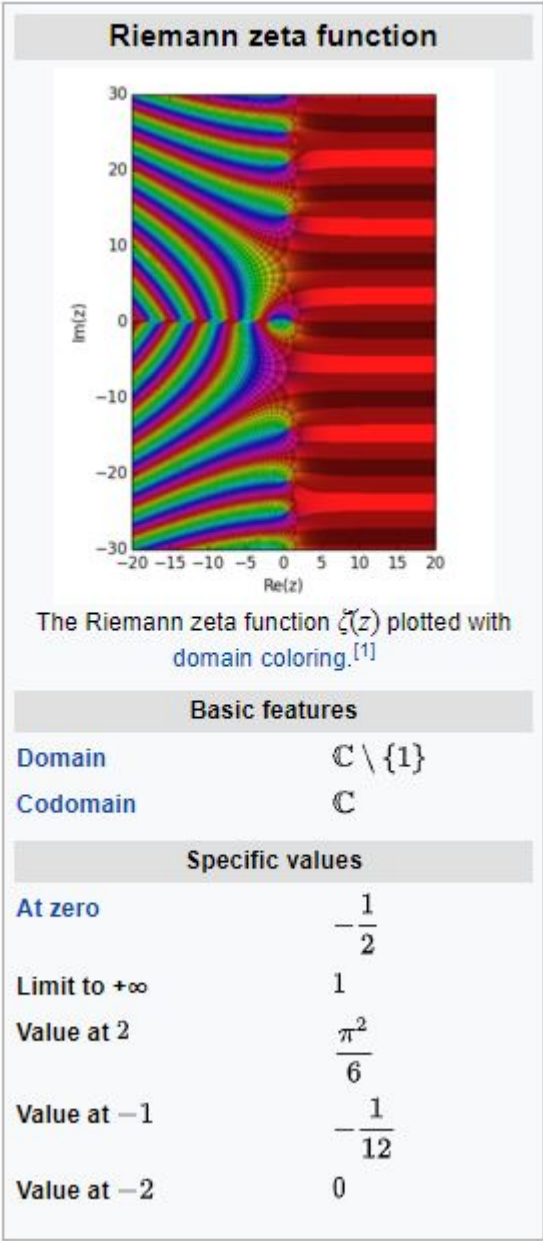 Riemann zeta function
30
20
10
0
−10
−20
−30
Im(z)
−20 −15 −10 −5 0 5 10 15 20
Re(z)
The Riemann zeta function ζ(z) plotted with
domain coloring.[1]
Basic features
Domain ℂ \ {1}
Codomain ℂ
Specific values
At zero −1/2
Limit to +∞ 1
Value at 2 π²/6
Value at −1 −1/12
Value at −2 0